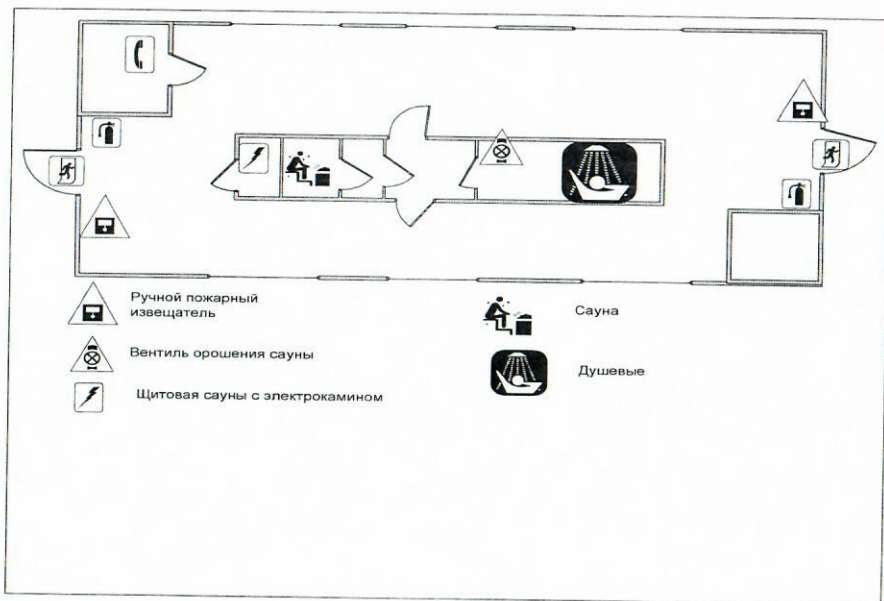 Ручной пожарный
извещатель
Вентиль орошения сауны
Щитовая сауны с электрокамином
Сауна
Душевые